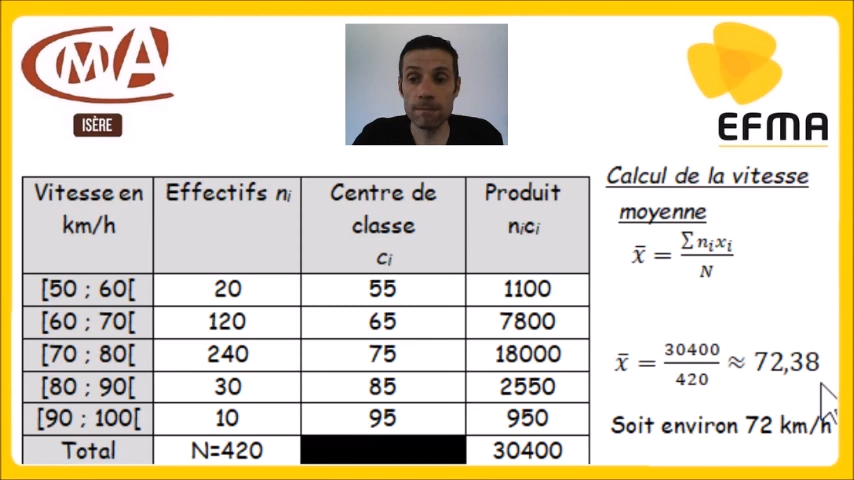 CMA
ISÈRE
EFMA
Vitesse en km/h
Effectifs nᵢ
Centre de classe cᵢ
Produit nᵢcᵢ
[50 ; 60[ 20 55 1100
[60 ; 70[ 120 65 7800
[70 ; 80[ 240 75 18000
[80 ; 90[ 30 85 2550
[90 ; 100[ 10 95 950
Total N=420 30400
Calcul de la vitesse
moyenne
x̄ = ∑nᵢxᵢ / N
x̄ = 30400 / 420 ≈ 72,38
Soit environ 72 km/h